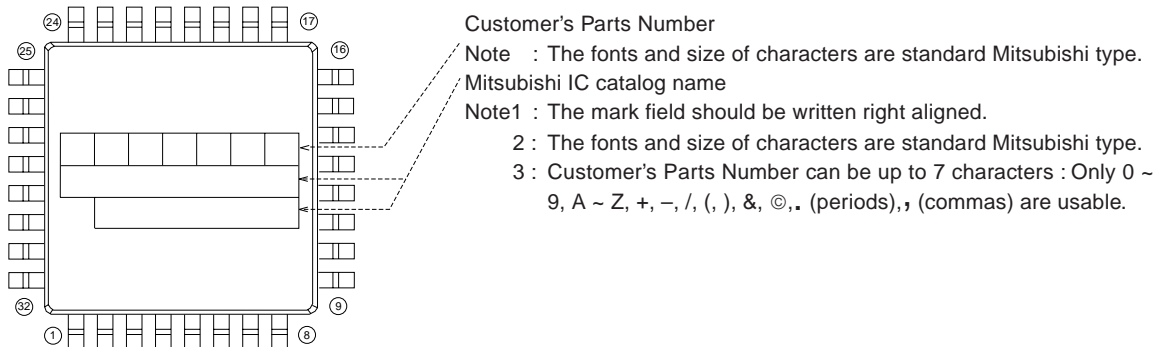 24
17
25
16
32
9
1
8
Customer's Parts Number
Note : The fonts and size of characters are standard Mitsubishi type.
Mitsubishi IC catalog name
Note1 : The mark field should be written right aligned.
2 : The fonts and size of characters are standard Mitsubishi type.
3 : Customer's Parts Number can be up to 7 characters : Only 0 ~
9, A ~ Z, +, –, /, (, ), &, ©, . (periods), , (commas) are usable.